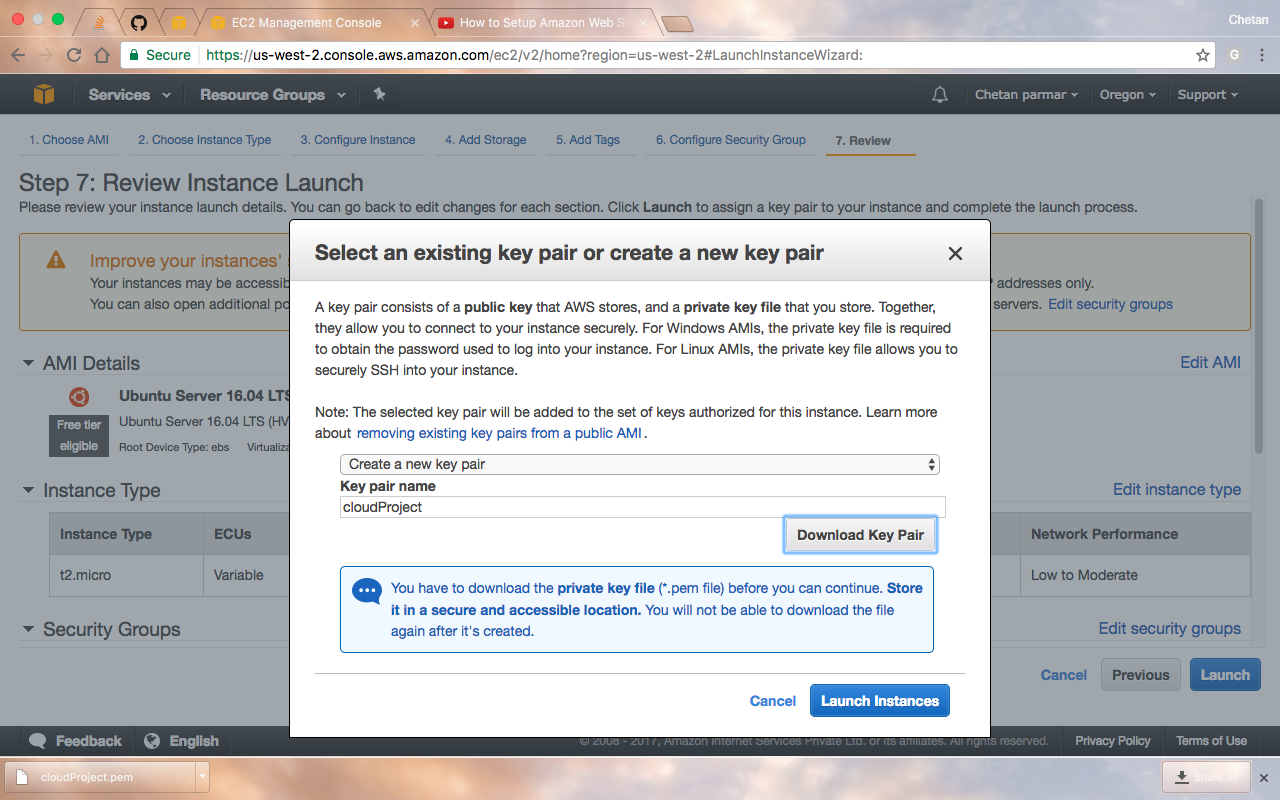 EC2 Management Console
How to Setup Amazon Web Se
Chetan
Secure
https://us-west-2.console.aws.amazon.com/ec2/v2/home?region=us-west-2#LaunchInstanceWizard:
G
Services
Resource Groups
Chetan parmar
Oregon
Support
1. Choose AMI
2. Choose Instance Type
3. Configure Instance
4. Add Storage
5. Add Tags
6. Configure Security Group
7. Review
Step 7: Review Instance Launch
Please review your instance launch details. You can go back to edit changes for each section. Click Launch to assign a key pair to your instance and complete the launch process.
Improve your instances'
Your instances may be accessib
addresses only.
You can also open additional po
servers. Edit security groups
AMI Details
Edit AMI
Ubuntu Server 16.04 LTS
Free tier
eligible
Ubuntu Server 16.04 LTS (HV
Root Device Type: ebs
Virtualiza
Instance Type
Edit instance type
Instance Type
ECUs
Network Performance
t2.micro
Variable
Low to Moderate
Security Groups
Edit security groups
Cancel
Previous
Launch
Select an existing key pair or create a new key pair
A key pair consists of a public key that AWS stores, and a private key file that you store. Together,
they allow you to connect to your instance securely. For Windows AMIs, the private key file is required
to obtain the password used to log into your instance. For Linux AMIs, the private key file allows you to
securely SSH into your instance.
Note: The selected key pair will be added to the set of keys authorized for this instance. Learn more
about removing existing key pairs from a public AMI .
Create a new key pair
Key pair name
cloudProject
Download Key Pair
You have to download the private key file (*.pem file) before you can continue. Store
it in a secure and accessible location. You will not be able to download the file
again after it's created.
Cancel
Launch Instances
Feedback
English
© 2008 - 2017, Amazon Internet Services Private Ltd. or its affiliates. All rights reserved.
Privacy Policy
Terms of Use
cloudProject.pem
Show All